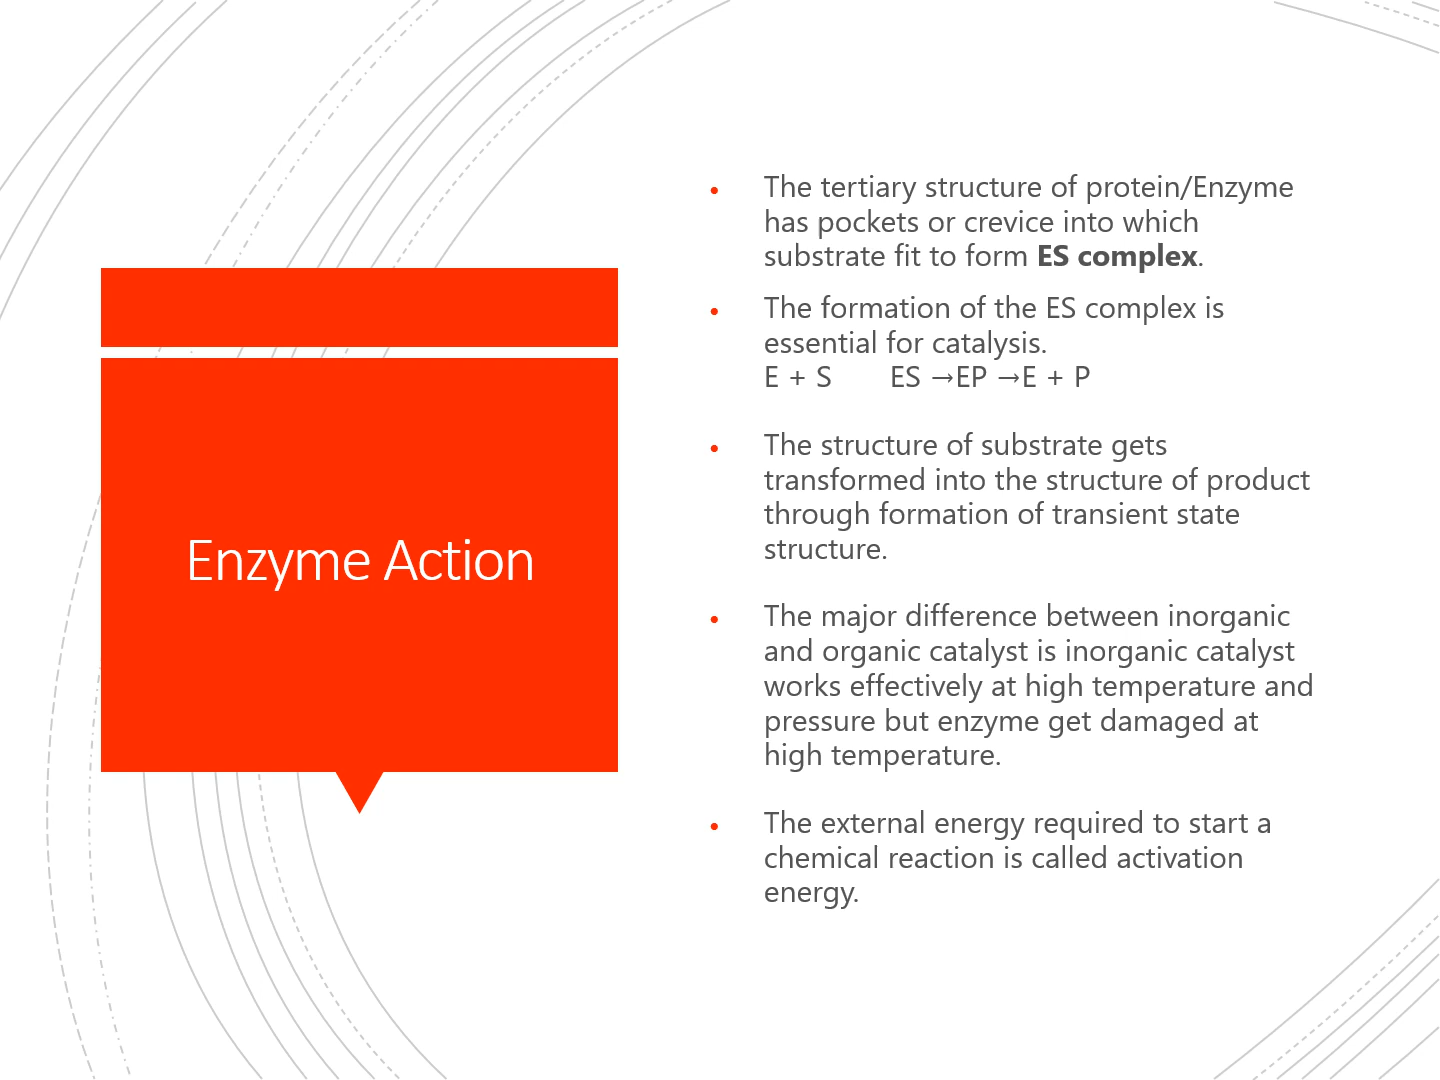 Enzyme Action
• The tertiary structure of protein/Enzyme
has pockets or crevice into which
substrate fit to form ES complex.
• The formation of the ES complex is
essential for catalysis.
E + S ES →EP →E + P
• The structure of substrate gets
transformed into the structure of product
through formation of transient state
structure.
• The major difference between inorganic
and organic catalyst is inorganic catalyst
works effectively at high temperature and
pressure but enzyme get damaged at
high temperature.
• The external energy required to start a
chemical reaction is called activation
energy.